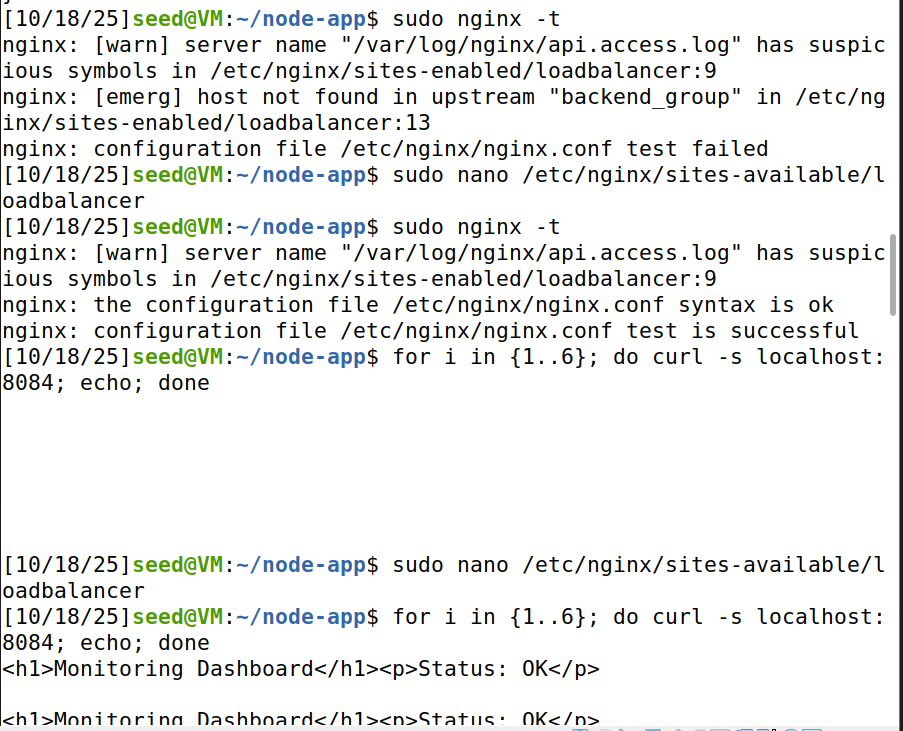 [10/18/25]seed@VM:~/node-app$ sudo nginx -t
nginx: [warn] server name "/var/log/nginx/api.access.log" has suspic
ious symbols in /etc/nginx/sites-enabled/loadbalancer:9
nginx: [emerg] host not found in upstream "backend_group" in /etc/ng
inx/sites-enabled/loadbalancer:13
nginx: configuration file /etc/nginx/nginx.conf test failed
[10/18/25]seed@VM:~/node-app$ sudo nano /etc/nginx/sites-available/l
oadbalancer
[10/18/25]seed@VM:~/node-app$ sudo nginx -t
nginx: [warn] server name "/var/log/nginx/api.access.log" has suspic
ious symbols in /etc/nginx/sites-enabled/loadbalancer:9
nginx: the configuration file /etc/nginx/nginx.conf syntax is ok
nginx: configuration file /etc/nginx/nginx.conf test is successful
[10/18/25]seed@VM:~/node-app$ for i in {1..6}; do curl -s localhost:
8084; echo; done
[10/18/25]seed@VM:~/node-app$ sudo nano /etc/nginx/sites-available/l
oadbalancer
[10/18/25]seed@VM:~/node-app$ for i in {1..6}; do curl -s localhost:
8084; echo; done
<h1>Monitoring Dashboard</h1><p>Status: OK</p>
<h1>Monitoring Dashboard</h1><p>Status: OK</p>